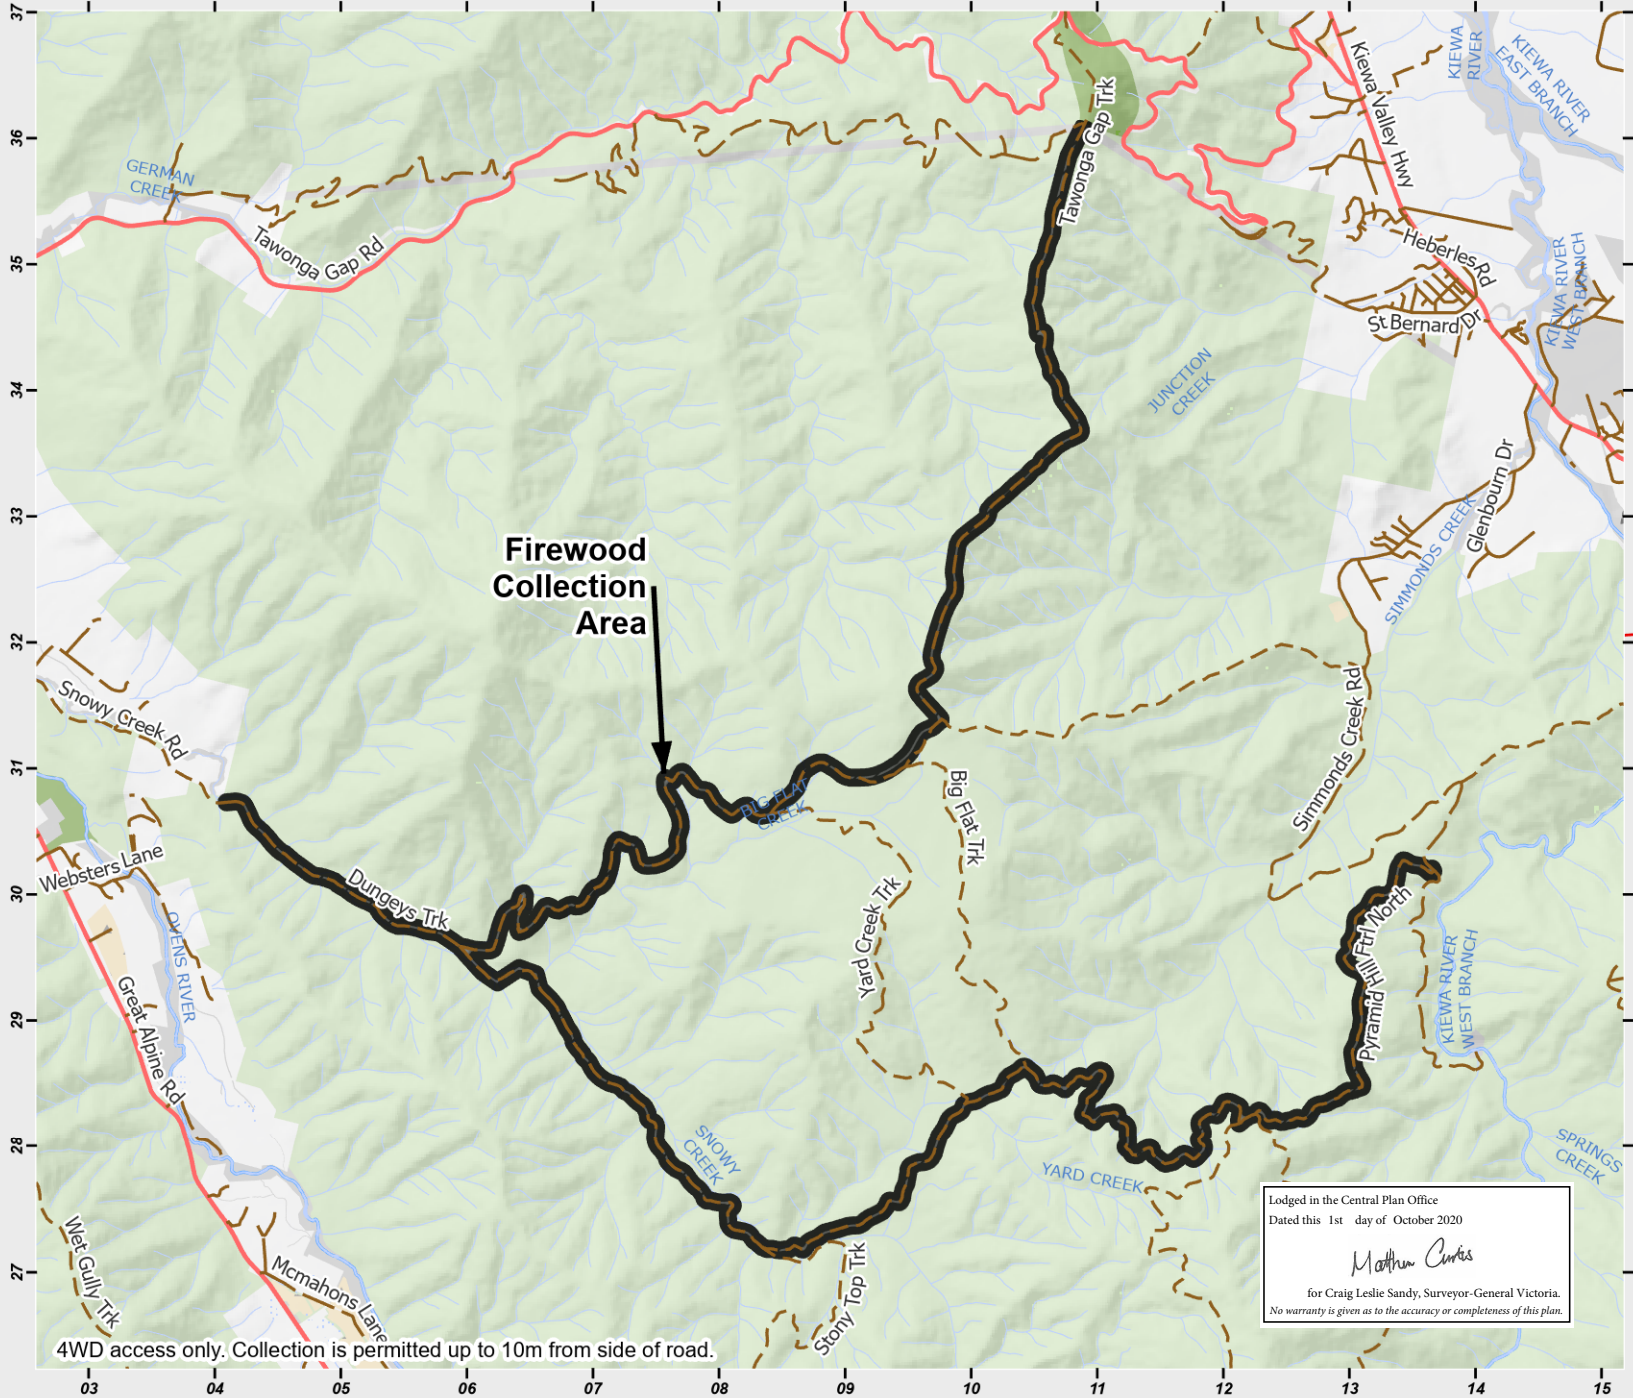 37
36
35
34
33
32
31
30
29
28
27
03
04
05
06
07
08
09
10
11
12
13
14
15
GERMAN
CREEK
Tawonga Gap Rd
Tawonga Gap Trk
Kiewa Valley Hwy
KIEWA
RIVER
KIEWA RIVER
EAST BRANCH
Heberles Rd
KIEWA RIVER
WEST BRANCH
St Bernard Dr
JUNCTION
CREEK
Glenbourn Dr
SIMMONDS CREEK
Firewood
Collection
Area
Snowy Creek Rd
Simmonds Creek Rd
BIG FLAT
CREEK
Big Flat Trk
Websters Lane
Dungeys Trk
Yard Creek Trk
Pyramid Hill Ftrl North
OVENS RIVER
KIEWA RIVER
WEST BRANCH
Great Alpine Rd
SNOWY
CREEK
YARD CREEK
SPRINGS
CREEK
Wet Gully Trk
Mcmahons Lane
Stony Top Trk
Lodged in the Central Plan Office
Dated this 1st day of October 2020
Matthew Curtis
for Craig Leslie Sandy, Surveyor-General Victoria.
No warranty is given as to the accuracy or completeness of this plan.
4WD access only. Collection is permitted up to 10m from side of road.